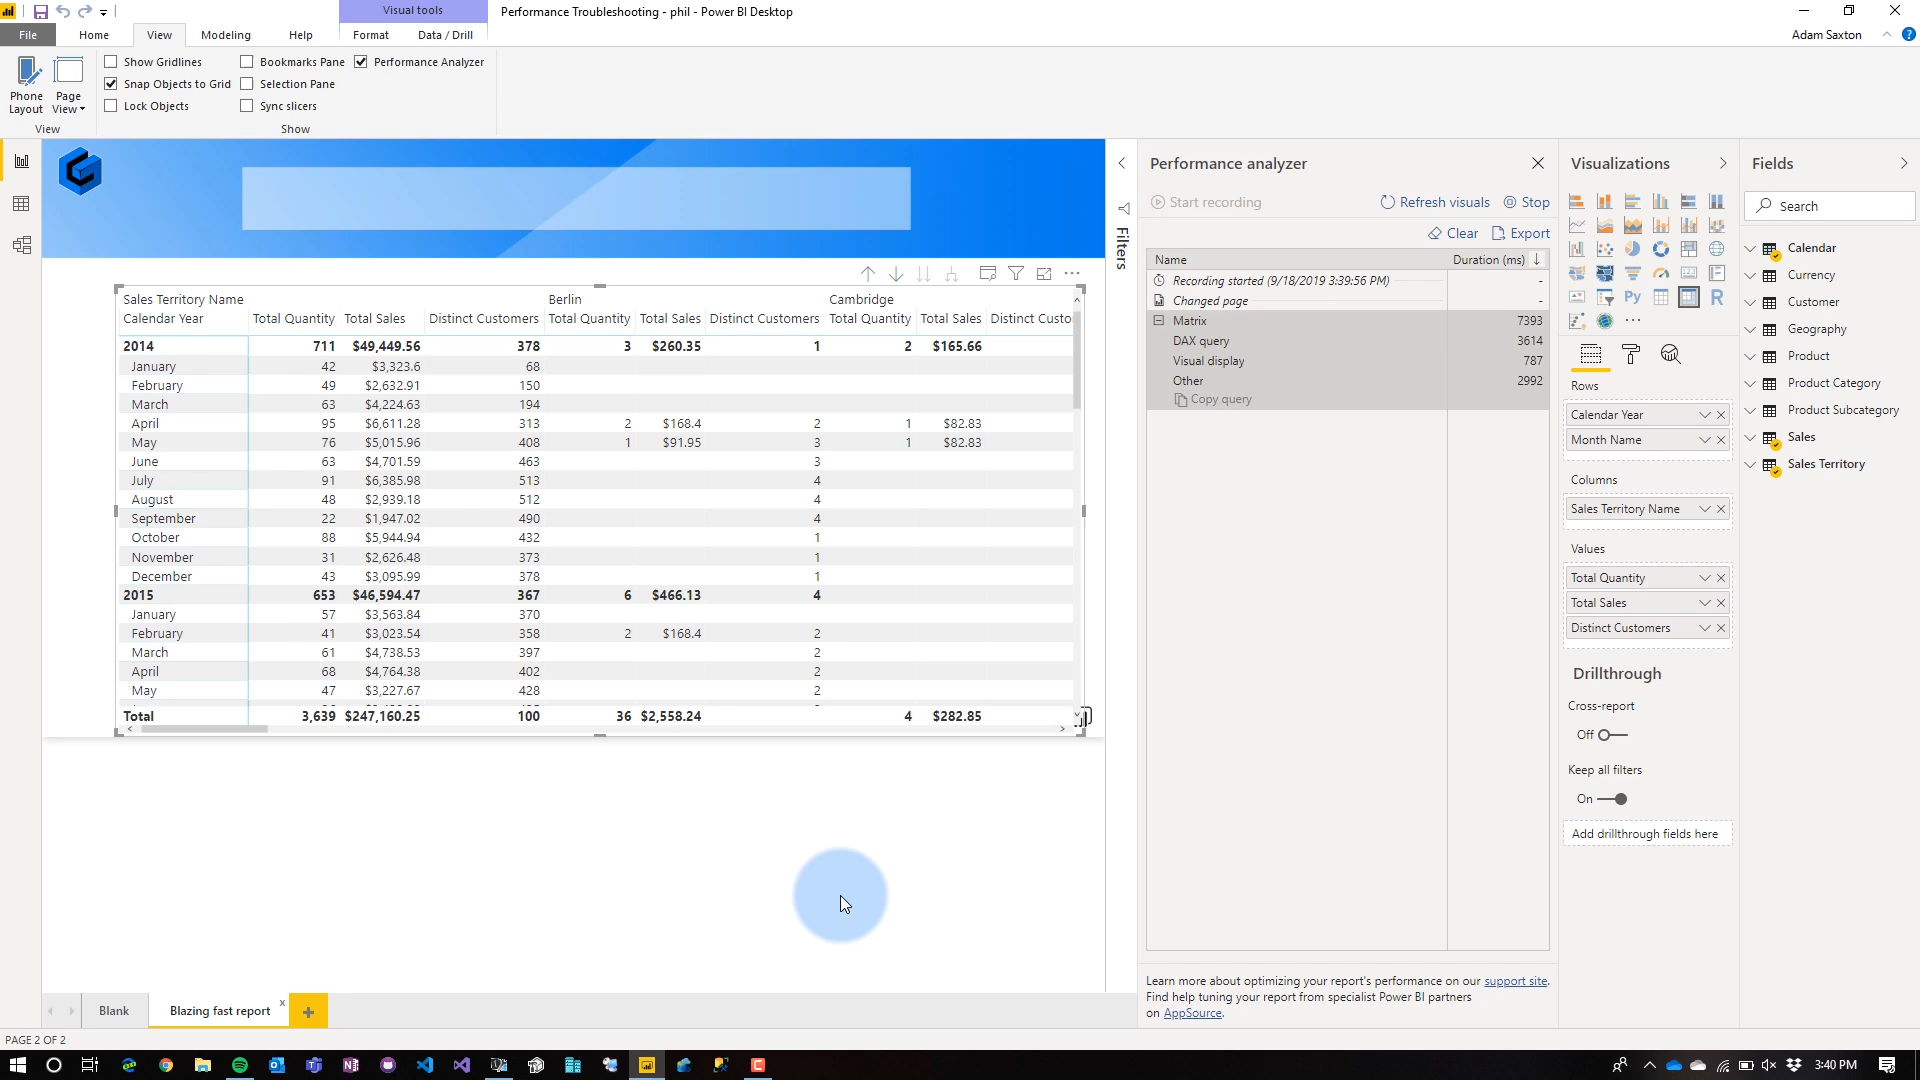 Visual tools
Performance Troubleshooting - phil - Power BI Desktop
File Home View Modeling Help Format Data / Drill
Adam Saxton
Phone Layout
Page View
Show Gridlines
Snap Objects to Grid
Lock Objects
Bookmarks Pane
Selection Pane
Sync slicers
Performance Analyzer
View
Show
Sales Territory Name Berlin Cambridge
Calendar Year Total Quantity Total Sales Distinct Customers Total Quantity Total Sales Distinct Customers Total Quantity Total Sales Distinct Custo
2014 711 $49,449.56 378 3 $260.35 1 2 $165.66
January 42 $3,323.6 68
February 49 $2,632.91 150
March 63 $4,224.63 194
April 95 $6,611.28 313 2 $168.4 2 1 $82.83
May 76 $5,015.96 408 1 $91.95 3 1 $82.83
June 63 $4,701.59 463 3
July 91 $6,385.98 513 4
August 48 $2,939.18 512 4
September 22 $1,947.02 490 4
October 88 $5,944.94 432 1
November 31 $2,626.48 373 1
December 43 $3,095.99 378 1
2015 653 $46,594.47 367 6 $466.13 4
January 57 $3,563.84 370
February 41 $3,023.54 358 2 $168.4 2
March 61 $4,738.53 397 2
April 68 $4,764.38 402 2
May 47 $3,227.67 428 2
Total 3,639 $247,160.25 100 36 $2,558.24 4 $282.85
Filters
Performance analyzer
Start recording Refresh visuals Stop
Clear Export
Name Duration (ms)
Recording started (9/18/2019 3:39:56 PM) -
Changed page -
Matrix 7393
DAX query 3614
Visual display 787
Other 2992
Copy query
Learn more about optimizing your report's performance on our support site.
Find help tuning your report from specialist Power BI partners
on AppSource.
Visualizations
Py R
Rows
Calendar Year
Month Name
Columns
Sales Territory Name
Values
Total Quantity
Total Sales
Distinct Customers
Drillthrough
Cross-report
Off
Keep all filters
On
Add drillthrough fields here
Fields
Search
Calendar
Currency
Customer
Geography
Product
Product Category
Product Subcategory
Sales
Sales Territory
Blank Blazing fast report x +
PAGE 2 OF 2
3:40 PM